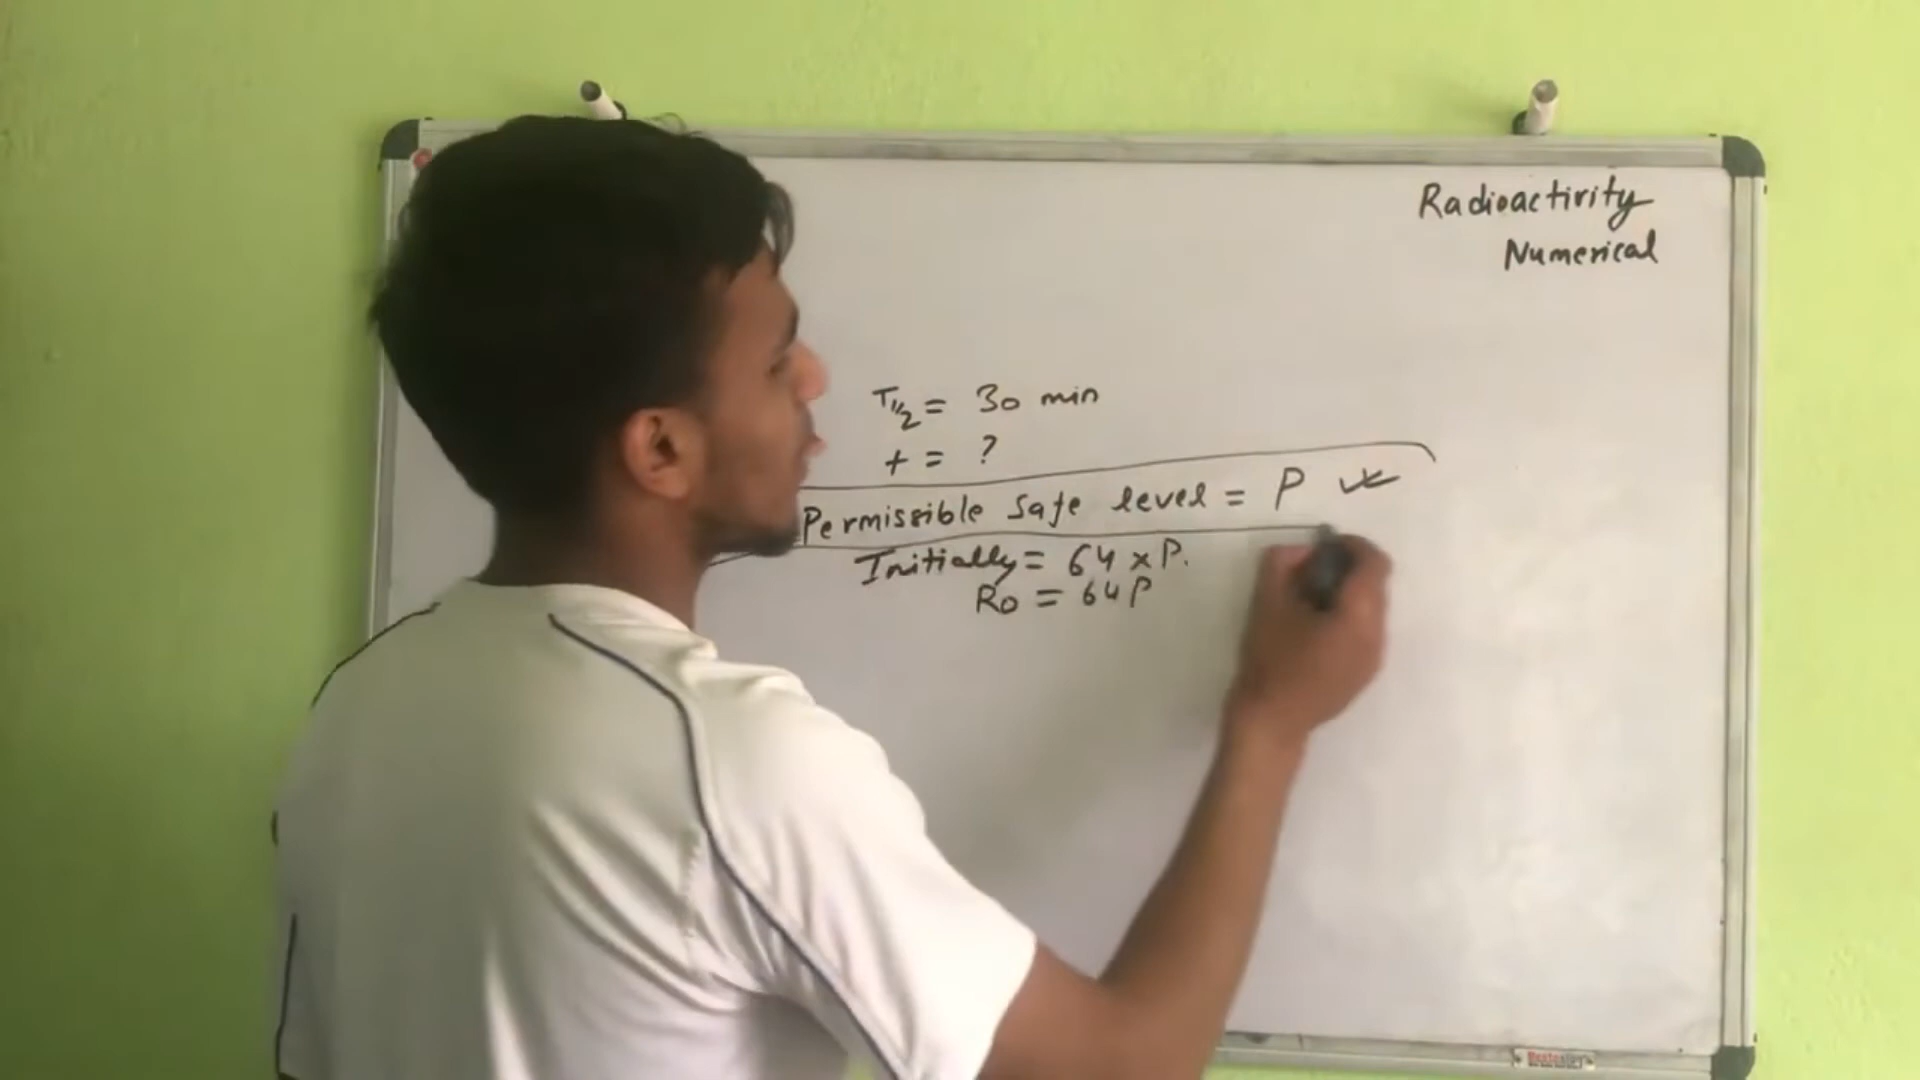 Radioactivity
Numerical
T1/2 = 30 min
t = ?
Permissible safe level = P
Initially = 64 × P.
R0 = 64P